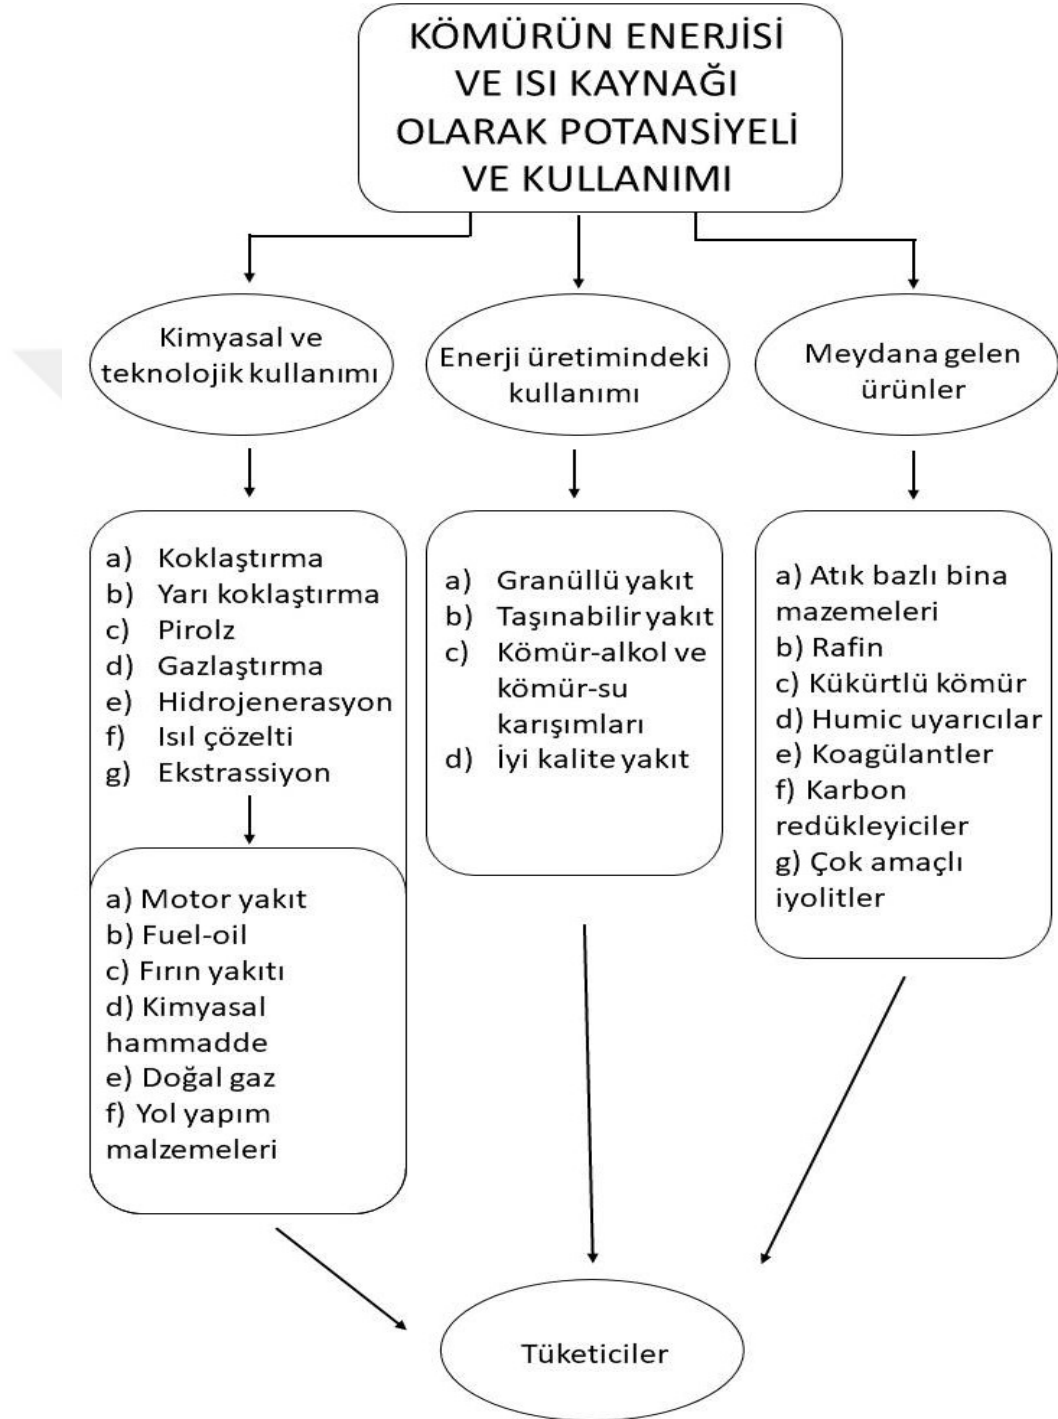 KÖMÜRÜN ENERJİSİ
VE ISI KAYNAĞI
OLARAK POTANSİYELİ
VE KULLANIMI
Kimyasal ve
teknolojik kullanımı
Enerji üretimindeki
kullanımı
Meydana gelen
ürünler
a) Koklaştırma
b) Yarı koklaştırma
c) Pirolz
d) Gazlaştırma
e) Hidrojenerasyon
f) Isıl çözelti
g) Ekstrassiyon
a) Motor yakıt
b) Fuel-oil
c) Fırın yakıtı
d) Kimyasal
hammadde
e) Doğal gaz
f) Yol yapım
malzemeleri
a) Granüllü yakıt
b) Taşınabilir yakıt
c) Kömür-alkol ve
kömür-su
karışımları
d) İyi kalite yakıt
a) Atık bazlı bina
mazemeleri
b) Rafin
c) Kükürtlü kömür
d) Humic uyarıcılar
e) Koagülantler
f) Karbon
redükleyiciler
g) Çok amaçlı
iyolitler
Tüketiciler